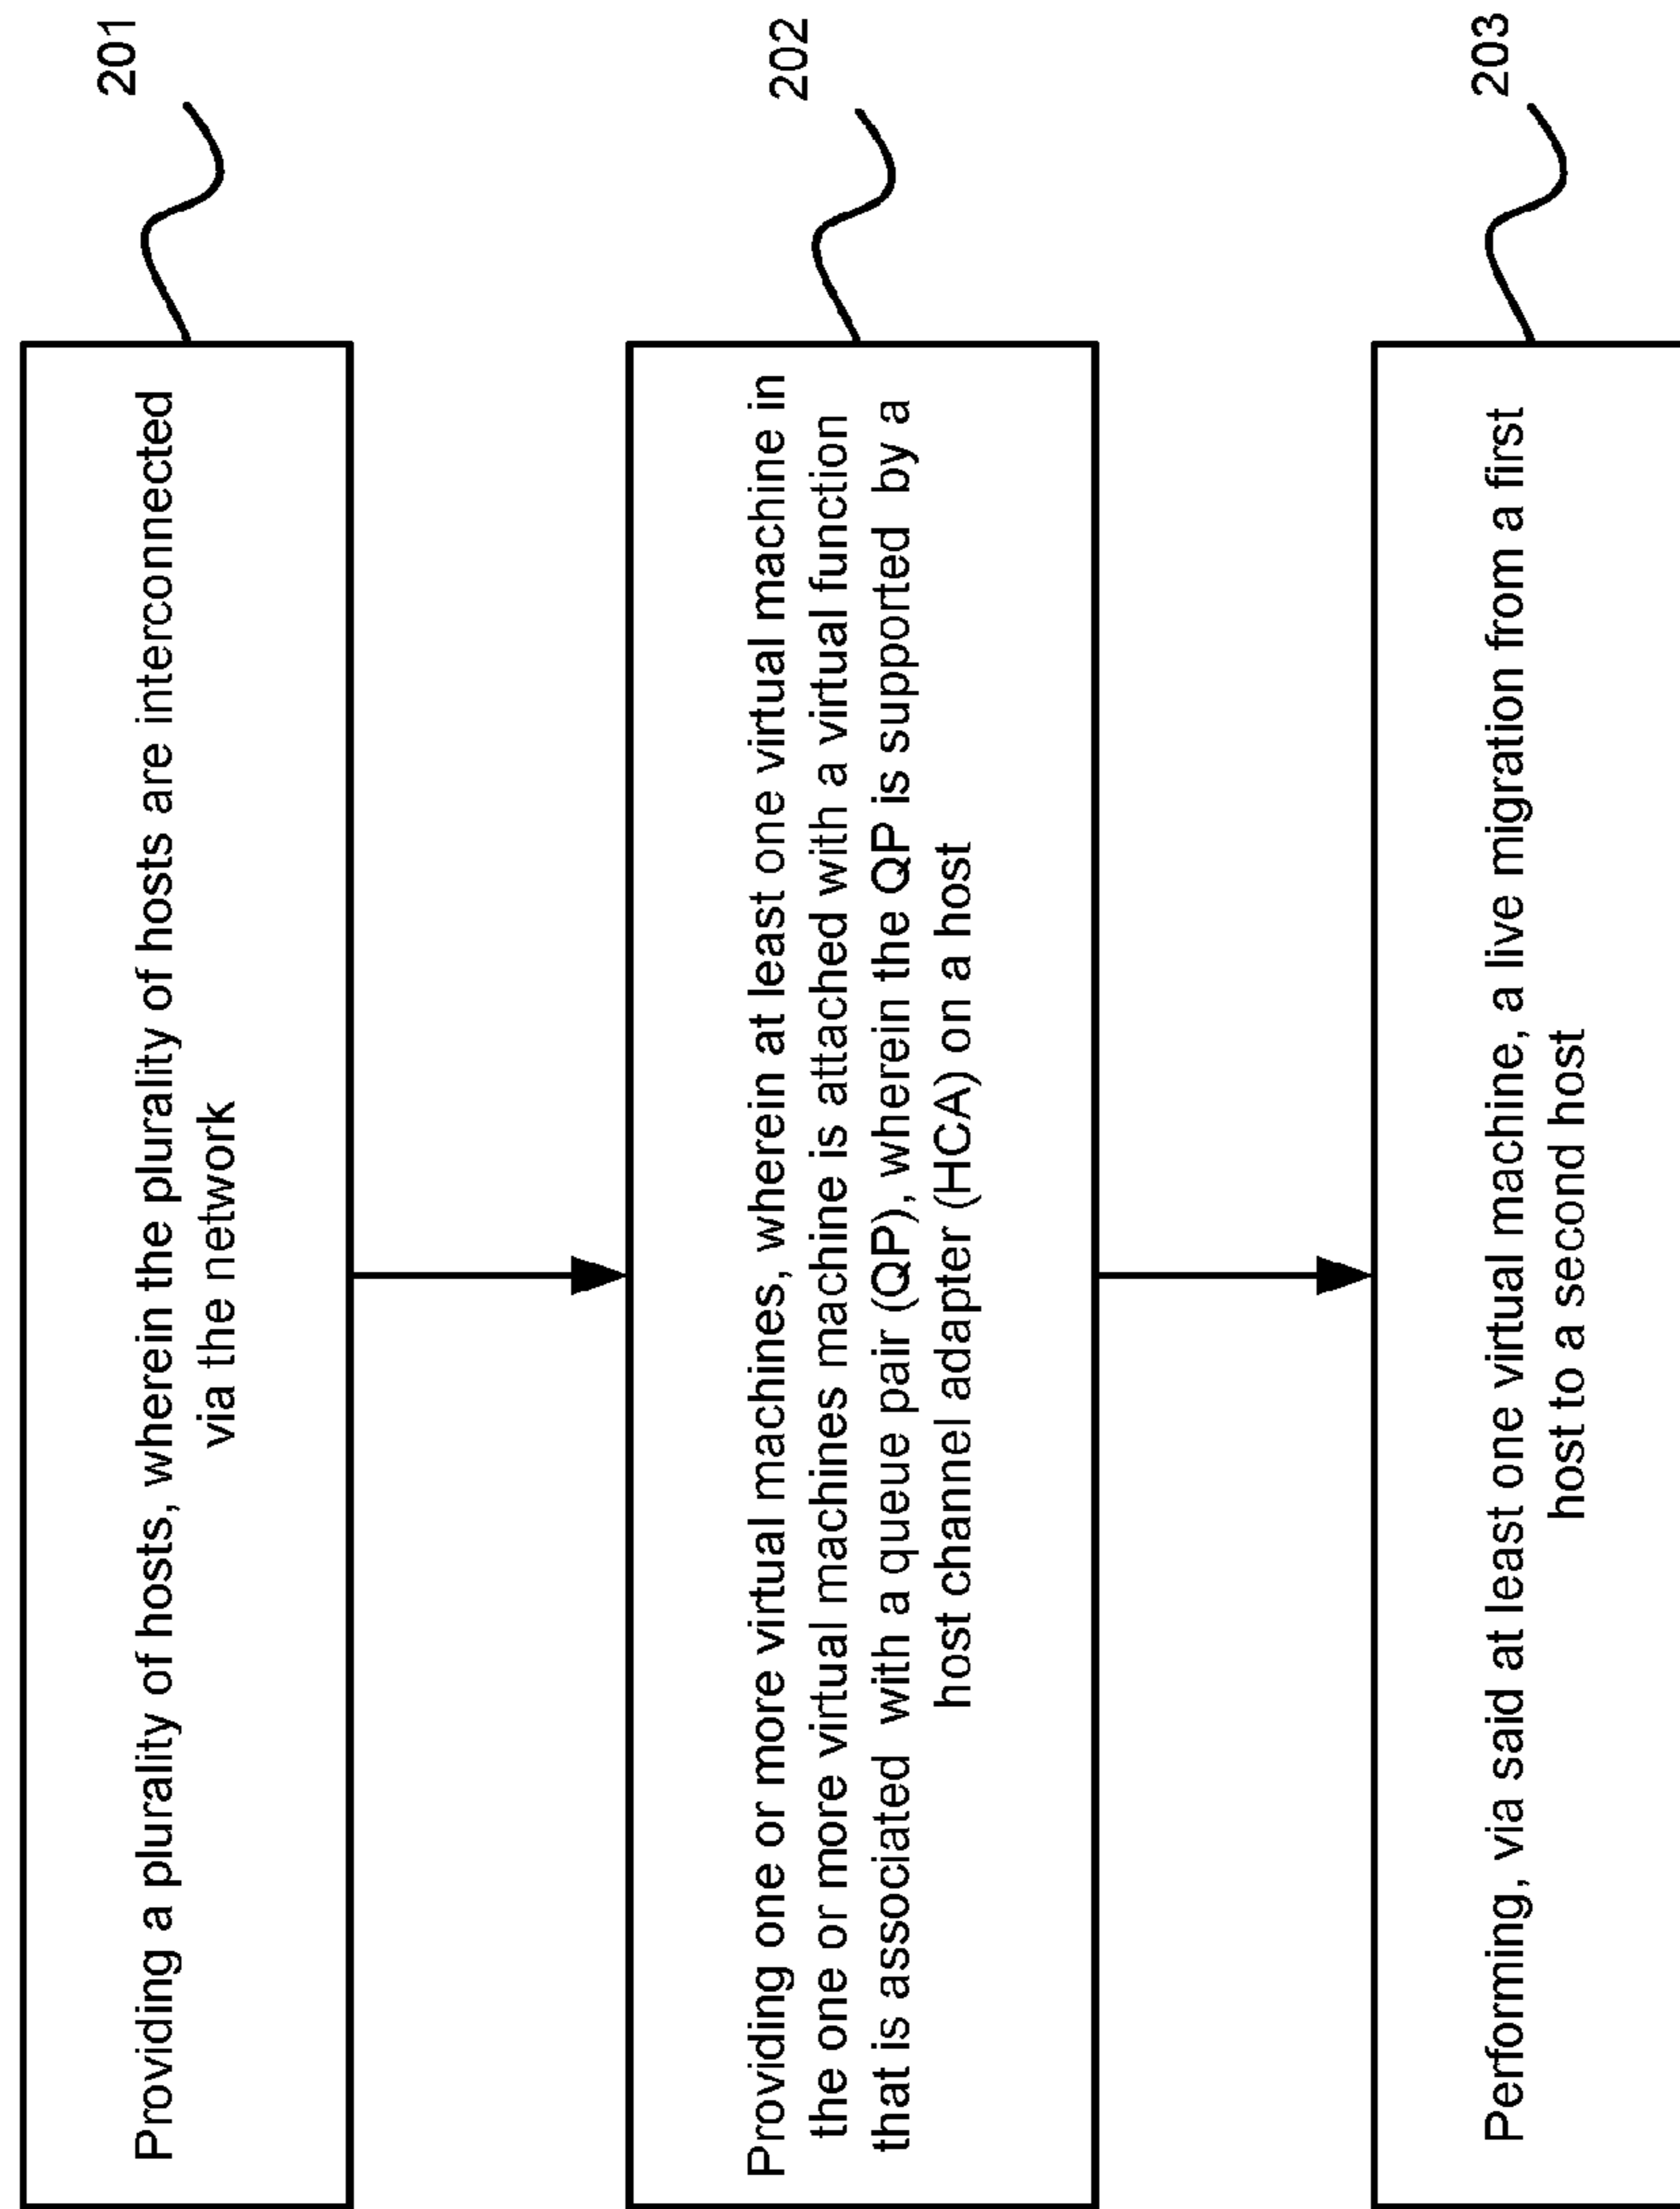 201
Providing a plurality of hosts, wherein the plurality of hosts are interconnected
via the network
202
Providing one or more virtual machines, wherein at least one virtual machine in
the one or more virtual machines machine is attached with a virtual function
that is associated with a queue pair (QP), wherein the QP is supported by a
host channel adapter (HCA) on a host
203
Performing, via said at least one virtual machine, a live migration from a first
host to a second host